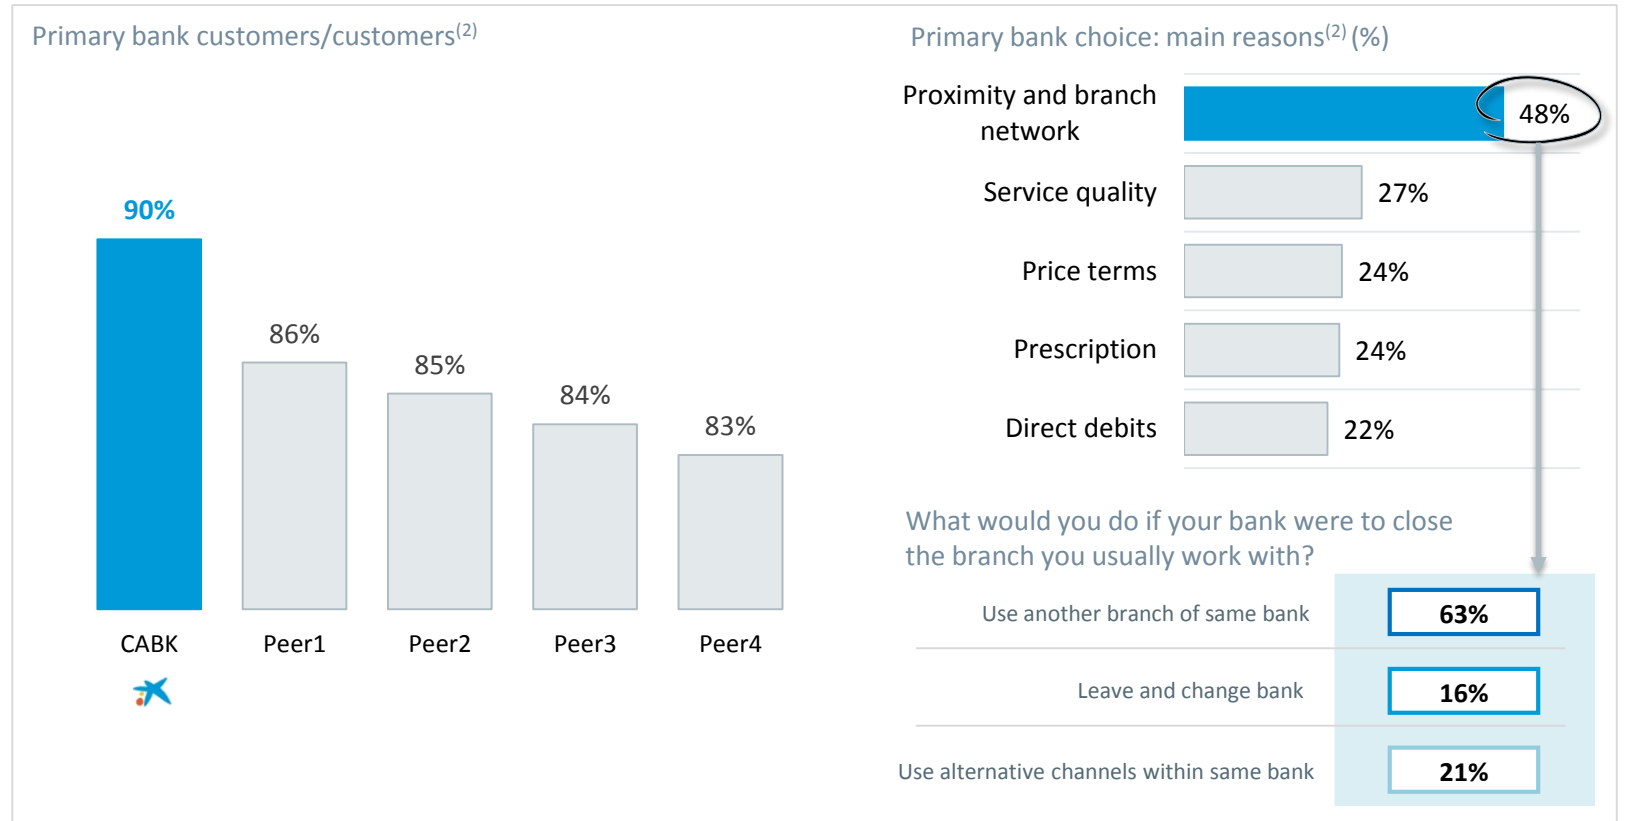 Primary bank customers/customers(2)
90%
86%
85%
84%
83%
CABK
Peer1
Peer2
Peer3
Peer4
Primary bank choice: main reasons(2) (%)
Proximity and branch
network
48%
Service quality
27%
Price terms
24%
Prescription
24%
Direct debits
22%
What would you do if your bank were to close
the branch you usually work with?
Use another branch of same bank
63%
Leave and change bank
16%
Use alternative channels within same bank
21%